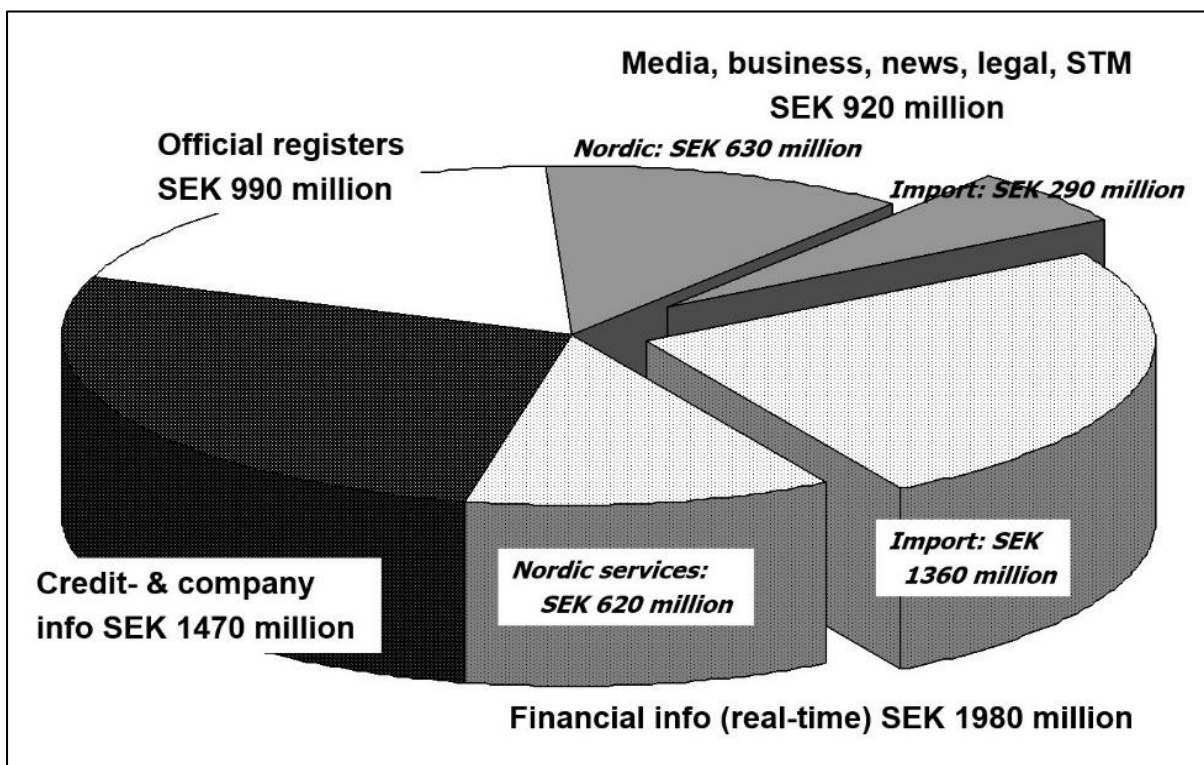 Media, business, news, legal, STM
SEK 920 million
Official registers
SEK 990 million
Nordic: SEK 630 million
Import: SEK 290 million
Import: SEK
1360 million
Nordic services:
SEK 620 million
Credit- & company
info SEK 1470 million
Financial info (real-time) SEK 1980 million